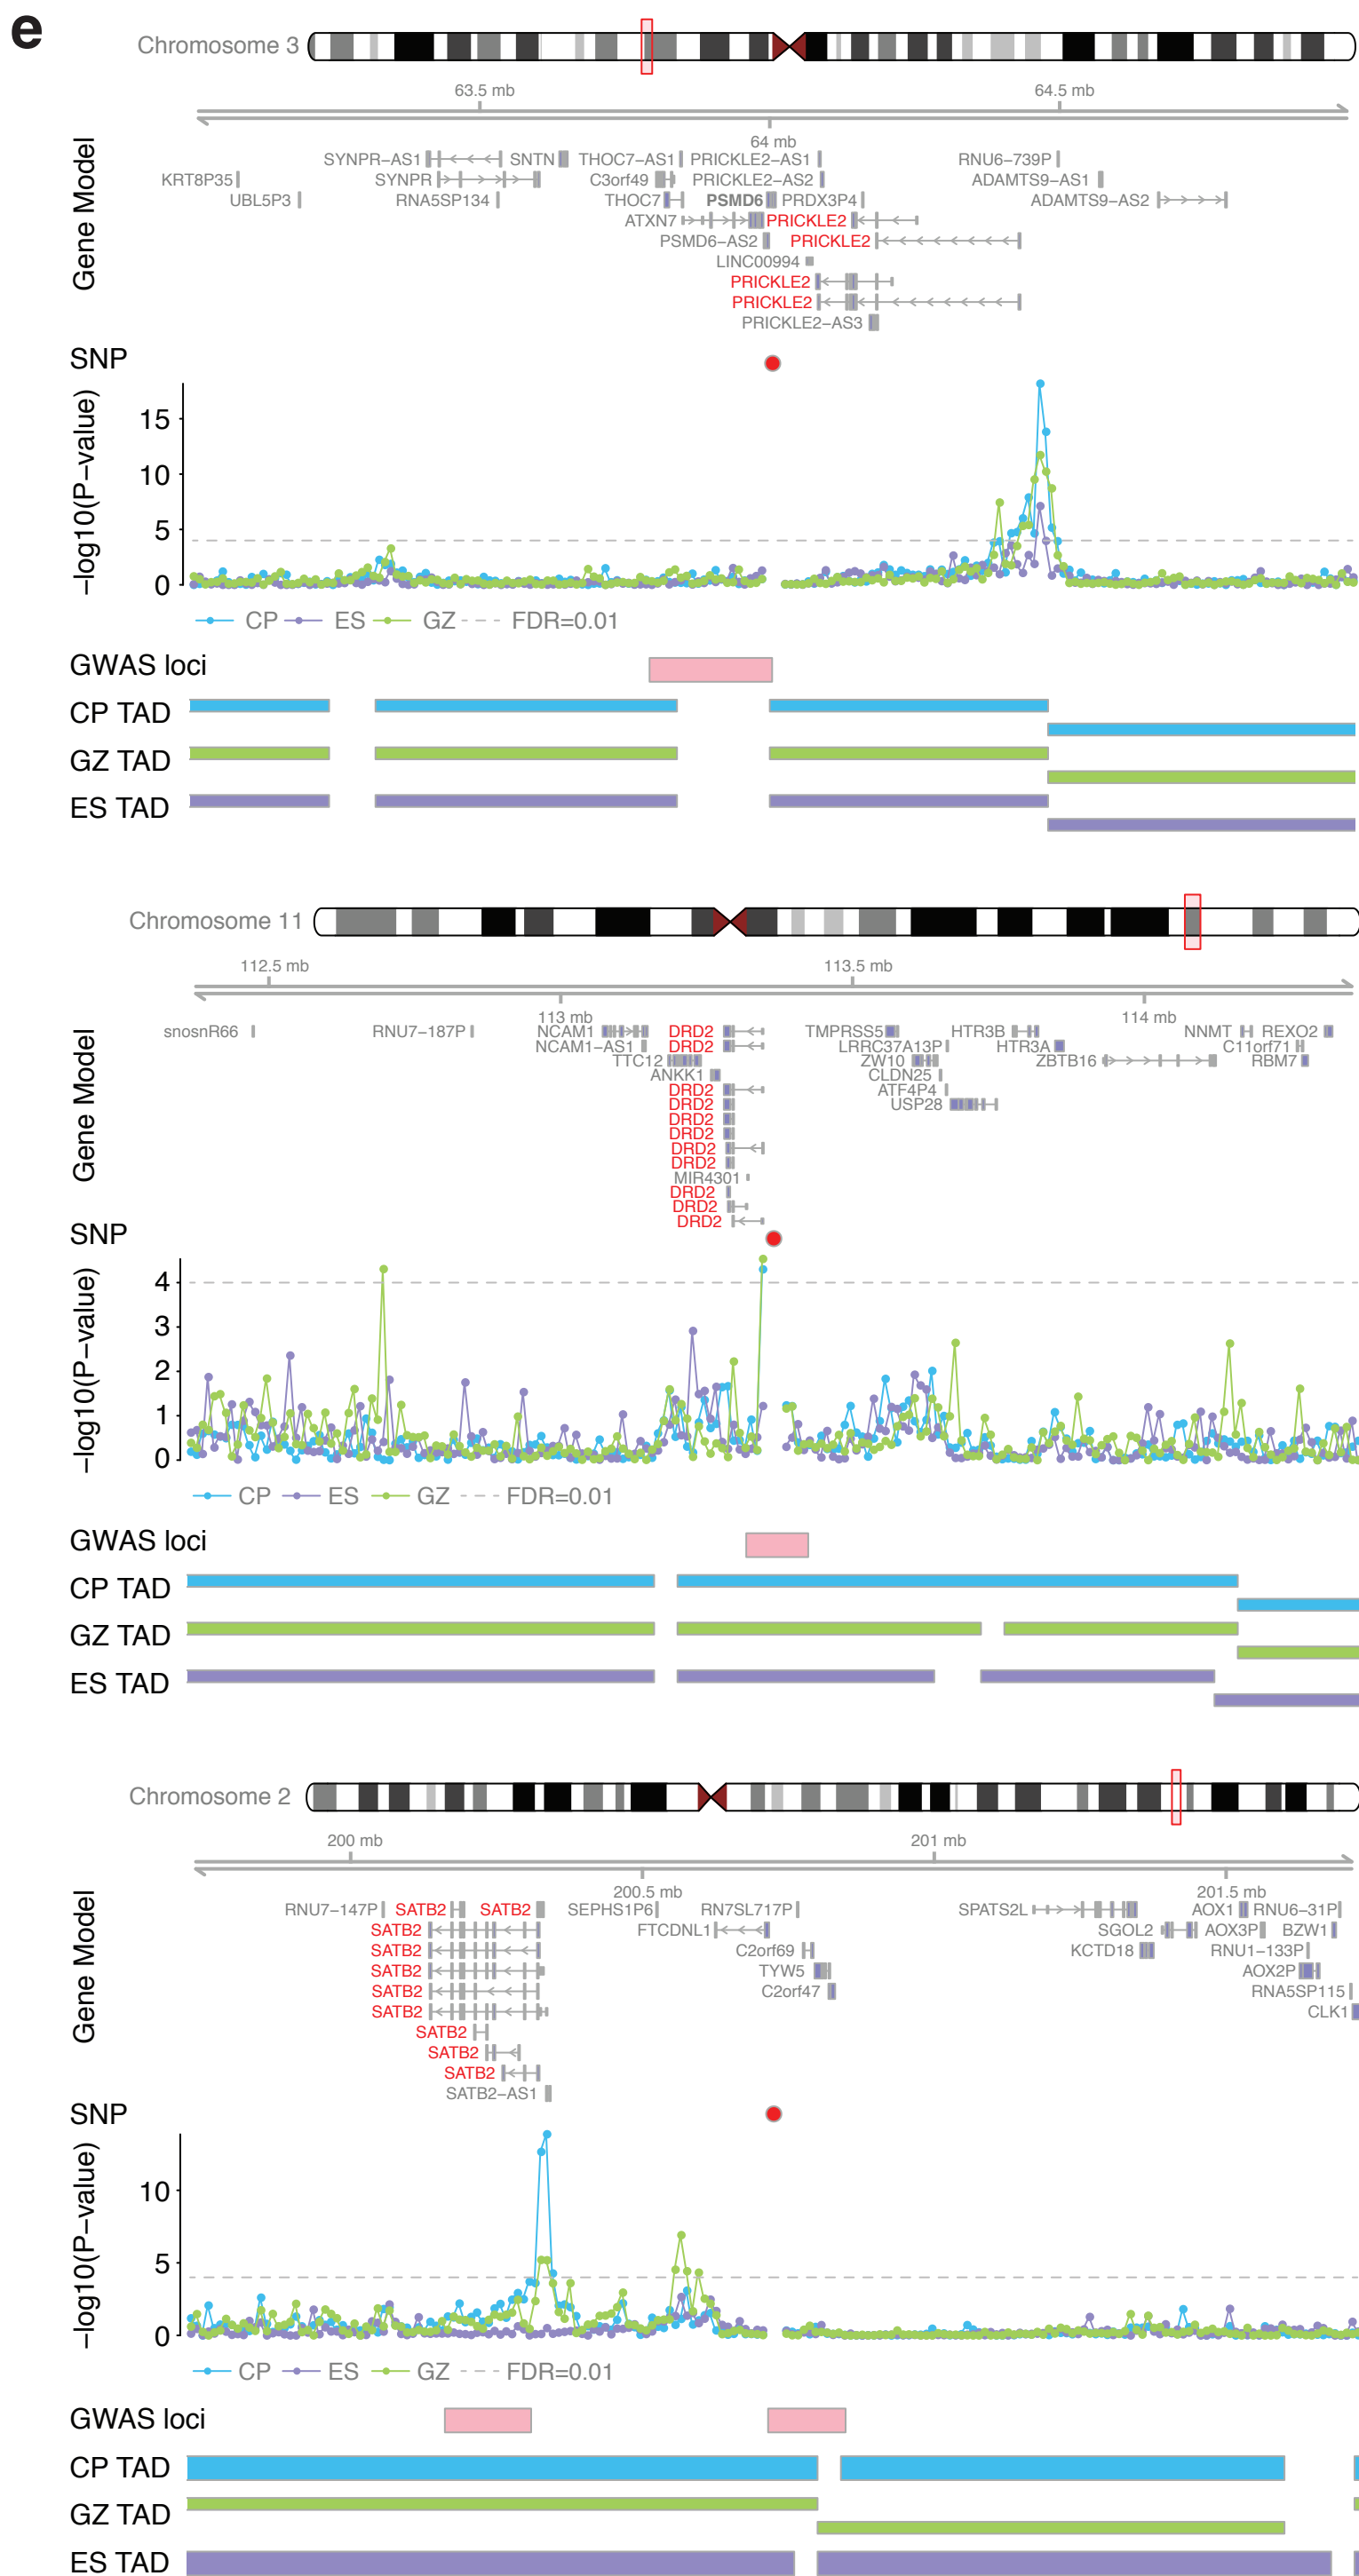 e
Chromosome 3
63.5 mb 64.5 mb
64 mb
Gene Model
SYNPR−AS1 SNTN THOC7−AS1 PRICKLE2−AS1 RNU6−739P
KRT8P35 SYNPR C3orf49 PRICKLE2−AS2 ADAMTS9−AS1
UBL5P3 RNA5SP134 THOC7 PSMD6 PRDX3P4 ADAMTS9−AS2
ATXN7 PRICKLE2
PSMD6−AS2 PRICKLE2
LINC00994
PRICKLE2
PRICKLE2
PRICKLE2−AS3
SNP
−log10(P−value)
15
10
5
0
CP ES GZ FDR=0.01
GWAS loci
CP TAD
GZ TAD
ES TAD
Chromosome 11
112.5 mb 113.5 mb
113 mb 114 mb
Gene Model
snosnR66 RNU7−187P NCAM1 DRD2 TMPRSS5 HTR3B NNMT REXO2
NCAM1−AS1 DRD2 LRRC37A13P HTR3A C11orf71
TTC12 ZW10 ZBTB16 RBM7
ANKK1 CLDN25
DRD2 ATF4P4
DRD2 USP28
DRD2
DRD2
DRD2
DRD2
MIR4301
DRD2
DRD2
DRD2
SNP
−log10(P−value)
4
3
2
1
0
CP ES GZ FDR=0.01
GWAS loci
CP TAD
GZ TAD
ES TAD
Chromosome 2
200 mb 201 mb
200.5 mb 201.5 mb
Gene Model
RNU7−147P SATB2 SATB2 SEPHS1P6 RN7SL717P SPATS2L AOX1 RNU6−31P
SATB2 FTCDNL1 SGOL2 AOX3P BZW1
SATB2 C2orf69 KCTD18 RNU1−133P
SATB2 TYW5 AOX2P
SATB2 C2orf47 RNA5SP115
SATB2 CLK1
SATB2
SATB2
SATB2
SATB2−AS1
SNP
−log10(P−value)
10
5
0
CP ES GZ FDR=0.01
GWAS loci
CP TAD
GZ TAD
ES TAD